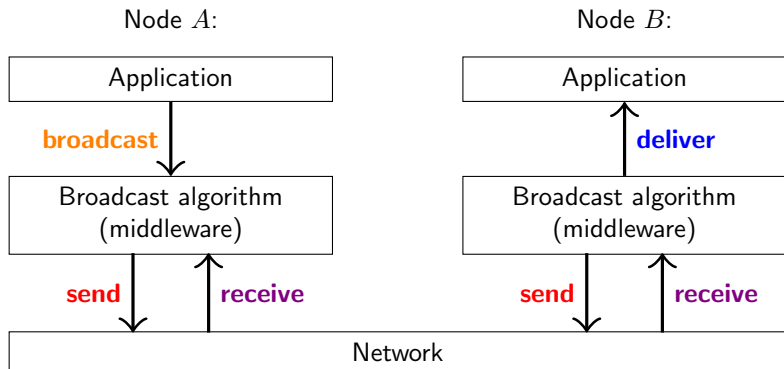 Node A:
Node B:
Application
Application
broadcast
deliver
Broadcast algorithm
(middleware)
Broadcast algorithm
(middleware)
send
receive
send
receive
Network